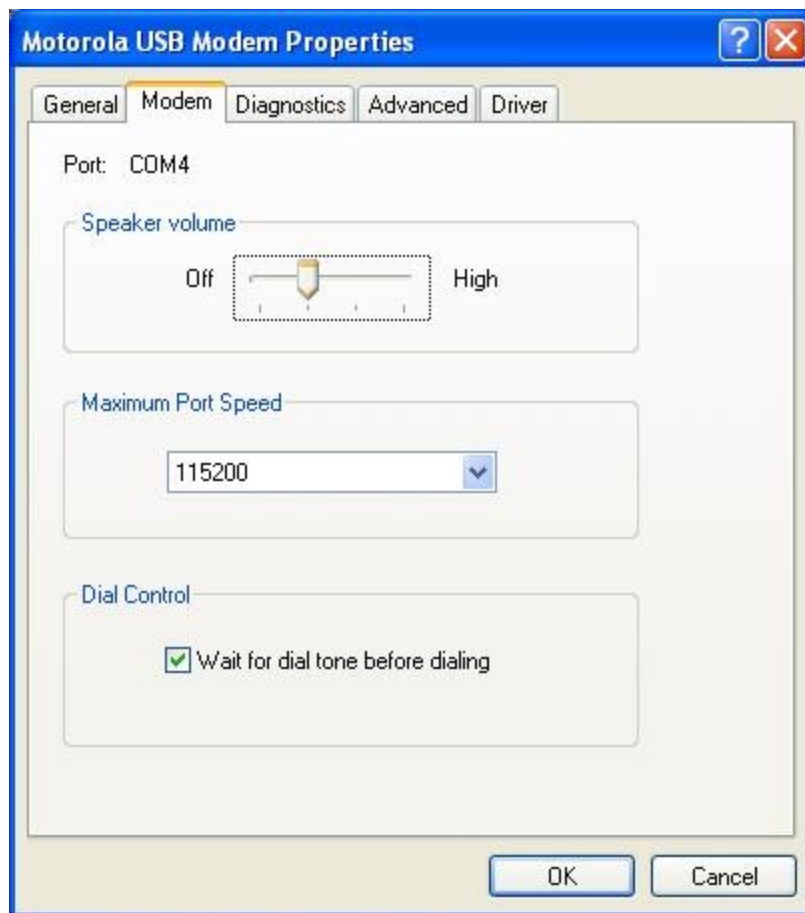 Motorola USB Modem Properties
General Modem Diagnostics Advanced Driver
Port: COM4
Speaker volume
Off High
Maximum Port Speed
115200
Dial Control
Wait for dial tone before dialing
OK Cancel